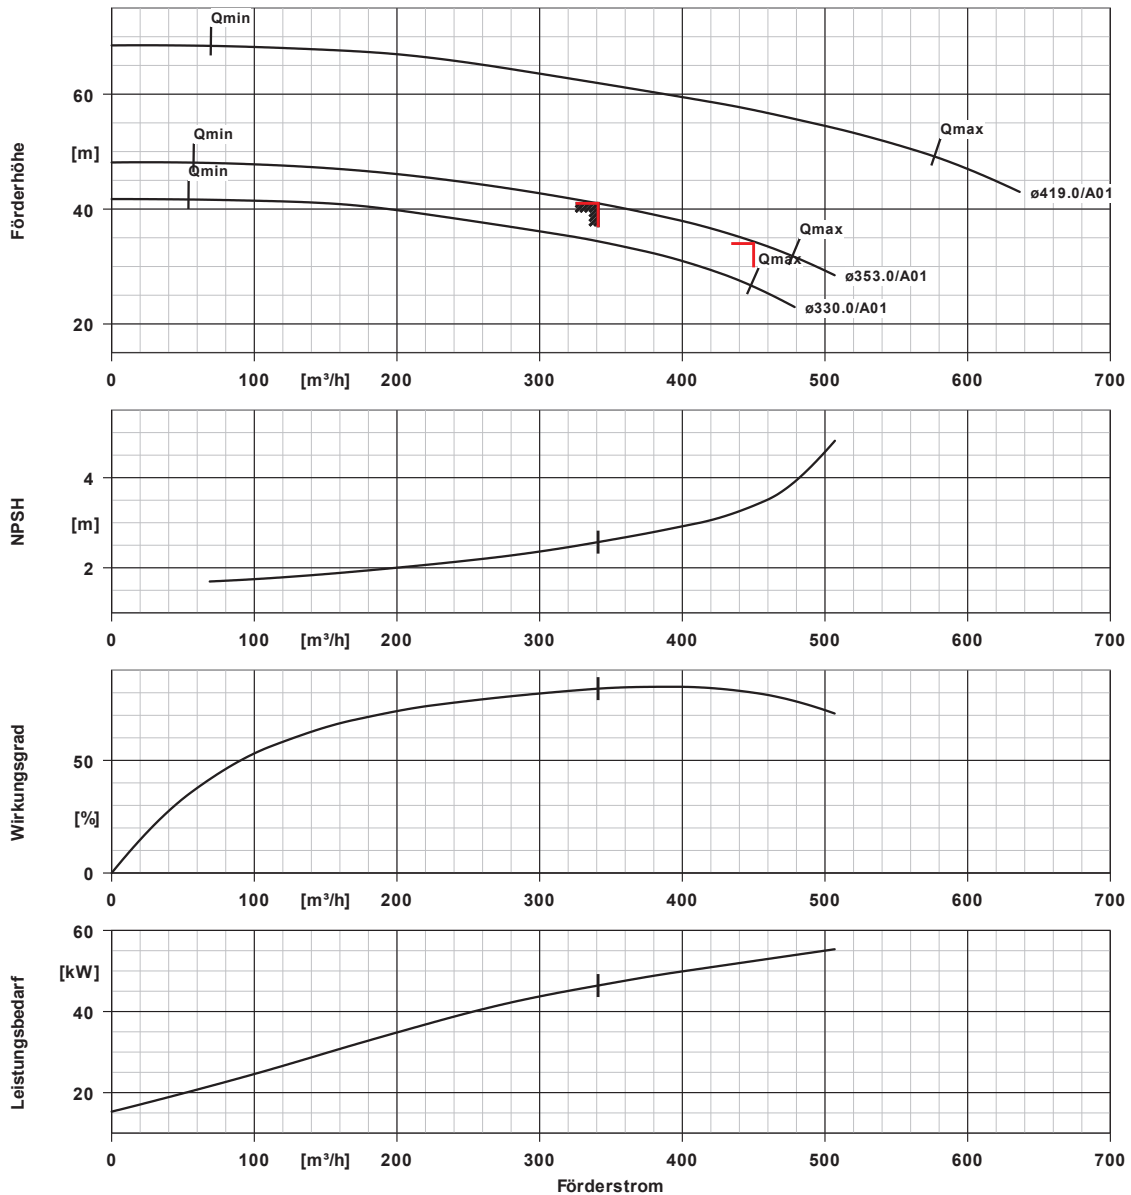 Qmin
60
Qmin
Qmax
[m]
Qmin
Förderhöhe
ø419.0/A01
40
Qmax
Qmax
ø353.0/A01
ø330.0/A01
20
0 100 [m³/h] 200 300 400 500 600 700
4
NPSH
[m]
2
0 100 [m³/h] 200 300 400 500 600 700
50
Wirkungsgrad
[%]
0
0 100 [m³/h] 200 300 400 500 600 700
60
[kW]
40
Leistungsbedarf
20
0 100 [m³/h] 200 300 400 500 600 700
Förderstrom